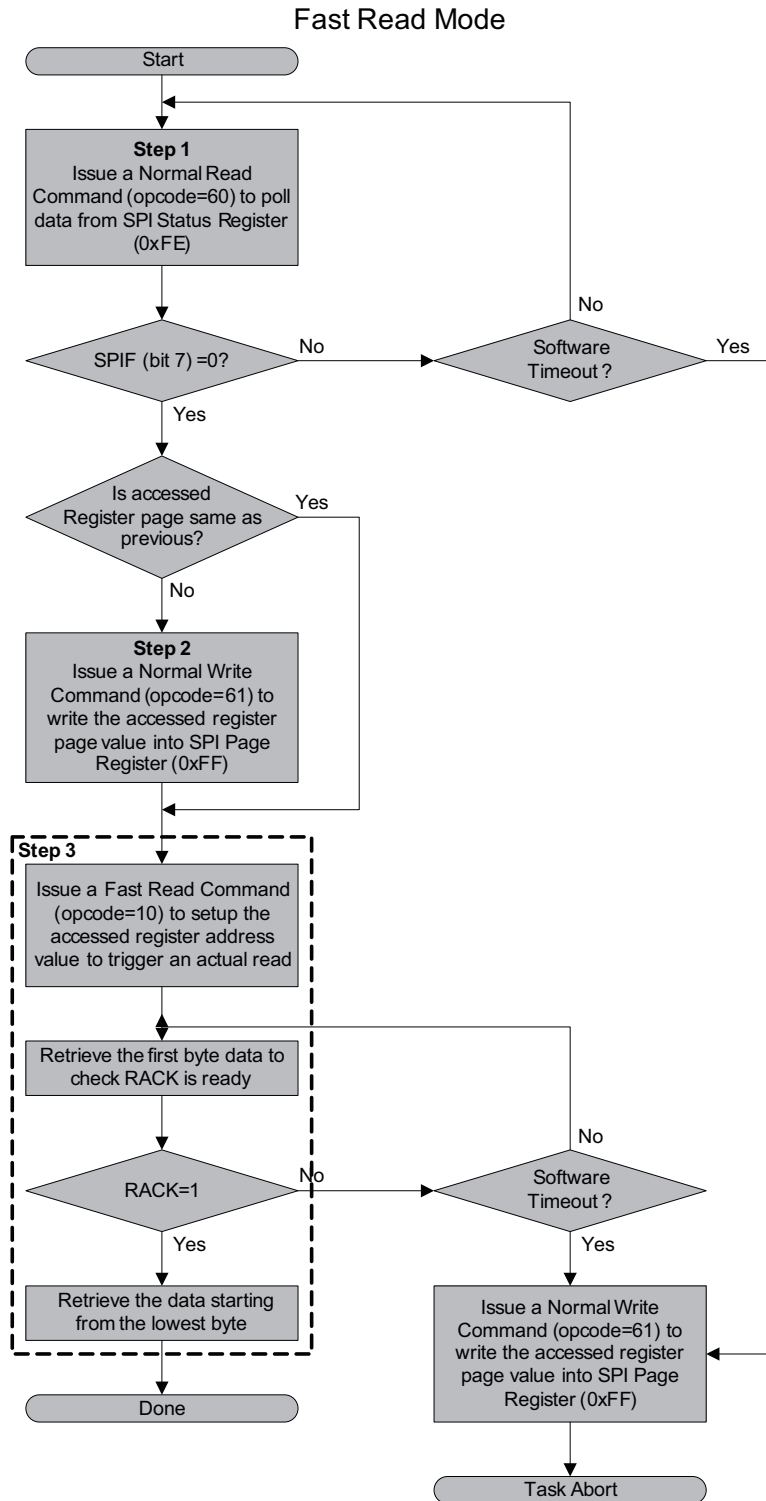 Fast Read Mode
Start
Step 1
Issue a Normal Read
Command (opcode=60) to poll
data from SPI Status Register
(0xFE)
No
SPIF (bit 7) =0?
No
Software
Timeout ?
Yes
Yes
Is accessed
Register page same as
previous?
Yes
No
Step 2
Issue a Normal Write
Command (opcode=61) to
write the accessed register
page value into SPI Page
Register (0xFF)
Step 3
Issue a Fast Read Command
(opcode=10) to setup the
accessed register address
value to trigger an actual read
Retrieve the first byte data to
check RACK is ready
No
RACK=1
No
Software
Timeout ?
Yes
Yes
Retrieve the data starting
from the lowest byte
Issue a Normal Write
Command (opcode=61) to
write the accessed register
page value into SPI Page
Register (0xFF)
Done
Task Abort